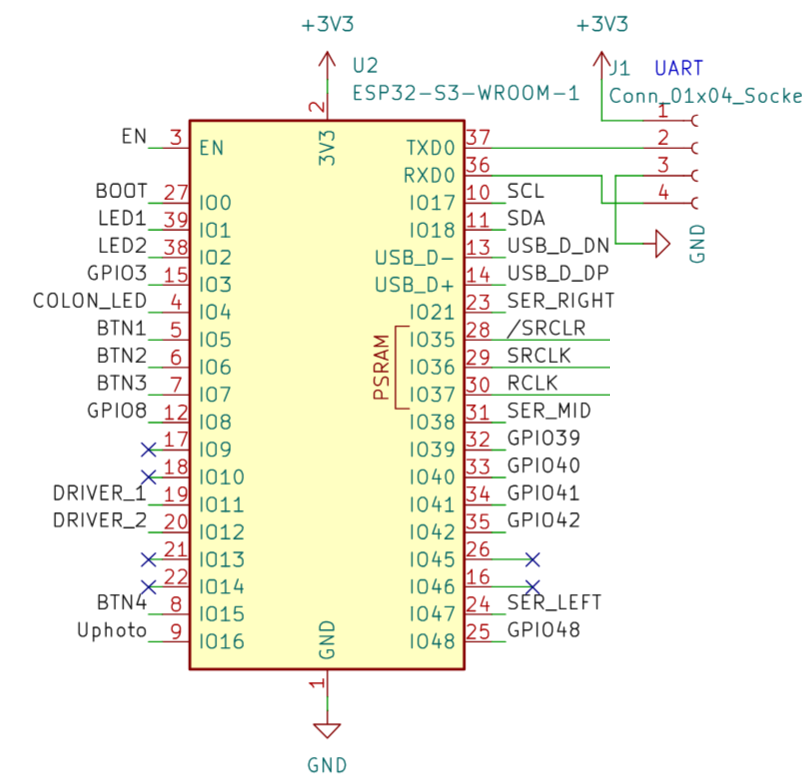 +3V3
+3V3
U2
ESP32-S3-WROOM-1
J1 UART
Conn_01x04_Socke
1
2
3
4
GND
2
3V3
EN 3 EN
BOOT 27 IO0
LED1 39 IO1
LED2 38 IO2
GPIO3 15 IO3
COLON_LED 4 IO4
BTN1 5 IO5
BTN2 6 IO6
BTN3 7 IO7
GPIO8 12 IO8
17 IO9
18 IO10
DRIVER_1 19 IO11
DRIVER_2 20 IO12
21 IO13
22 IO14
BTN4 8 IO15
Uphoto 9 IO16
TXD0 37
RXD0 36
IO17 10 SCL
IO18 11 SDA
USB_D- 13 USB_D_DN
USB_D+ 14 USB_D_DP
IO21 23 SER_RIGHT
PSRAM
IO35 28 /SRCLR
IO36 29 SRCLK
IO37 30 RCLK
IO38 31 SER_MID
IO39 32 GPIO39
IO40 33 GPIO40
IO41 34 GPIO41
IO42 35 GPIO42
IO45 26
IO46 16
IO47 24 SER_LEFT
IO48 25 GPIO48
GND
1
GND